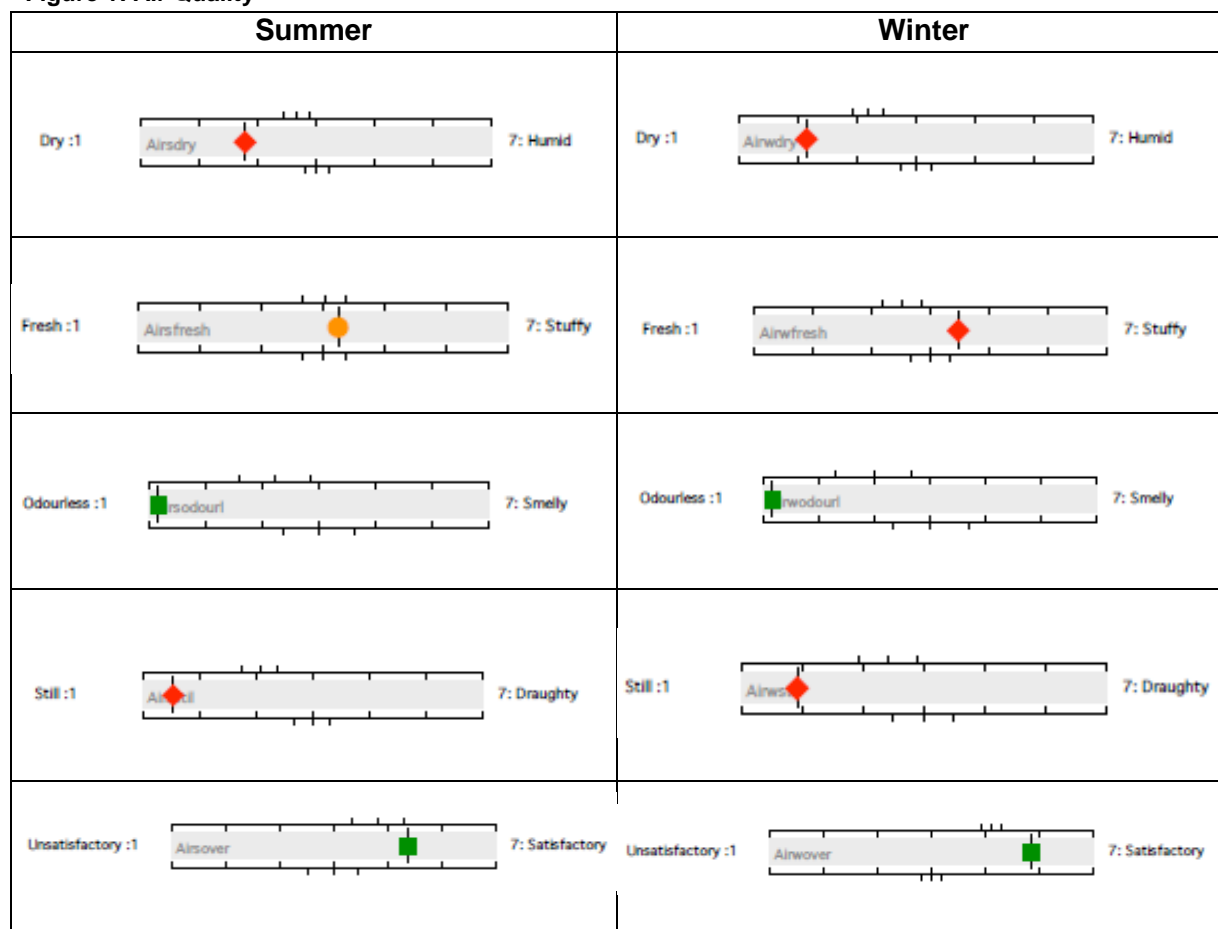 Summer Winter
Dry :1 Airsdry 7: Humid Dry :1 Airwdry 7: Humid
Fresh :1 Airsfresh 7: Stuffy Fresh :1 Airwfresh 7: Stuffy
Odourless :1 rsodourl 7: Smelly Odourless :1 rwodourl 7: Smelly
Still :1 7: Draughty Still :1 7: Draughty
Unsatisfactory :1 Airsover 7: Satisfactory Unsatisfactory :1 Airwover 7: Satisfactory